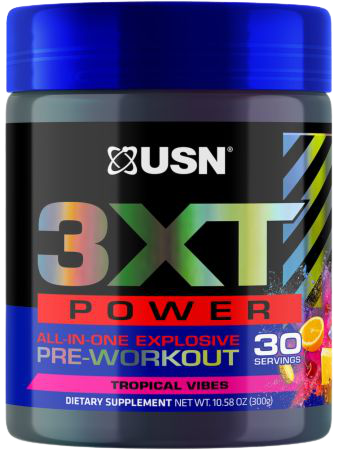 USN®
3XT
POWER
ALL-IN-ONE EXPLOSIVE
PRE-WORKOUT
30
SERVINGS
TROPICAL VIBES
DIETARY SUPPLEMENT NET WT. 10.58 OZ (300g)